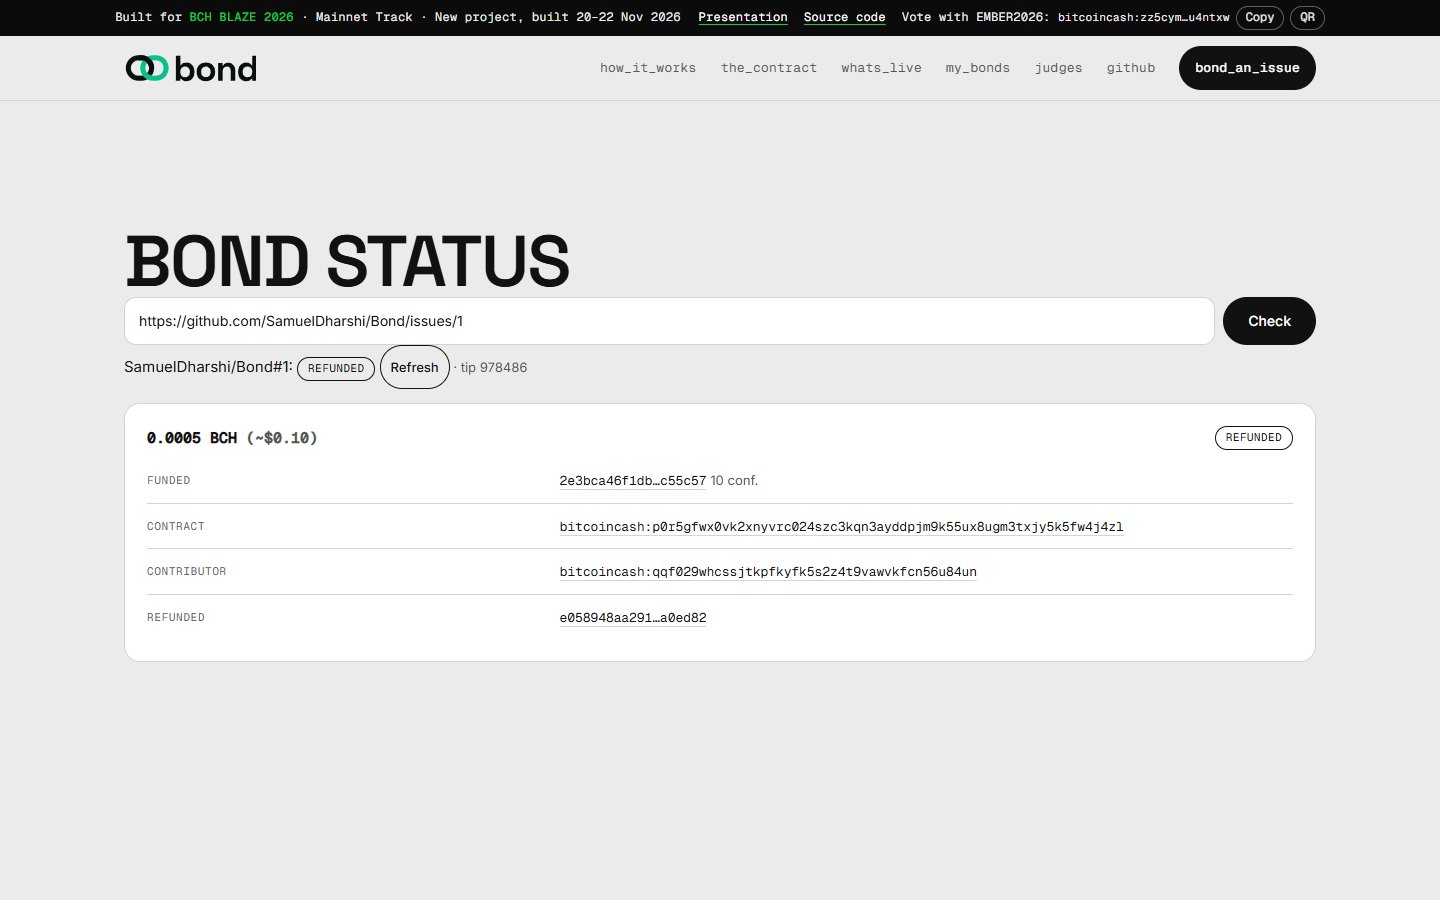 Built for BCH BLAZE 2026 · Mainnet Track · New project, built 20–22 Nov 2026 Presentation Source code Vote with EMBER2026: bitcoincash:zz5cym…u4ntxw Copy QR
bond how_it_works the_contract whats_live my_bonds judges github bond_an_issue
BOND STATUS
https://github.com/SamuelDharshi/Bond/issues/1 Check
SamuelDharshi/Bond#1: REFUNDED Refresh · tip 978486
0.0005 BCH (~$0.10) REFUNDED
FUNDED 2e3bca46f1db…c55c57 10 conf.
CONTRACT bitcoincash:p0r5gfwx0vk2xnyvrc024szc3kqn3ayddpjm9k55ux8ugm3txjy5k5fw4j4zl
CONTRIBUTOR bitcoincash:qqf029whcssjtkpfkyfk5s2z4t9vawvkfcn56u84un
REFUNDED e058948aa291…a0ed82